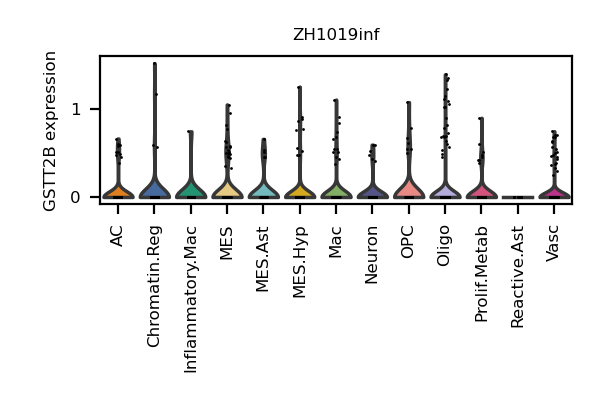 ZH1019inf
GSTT2B expression
1
0
AC
Chromatin.Reg
Inflammatory.Mac
MES
MES.Ast
MES.Hyp
Mac
Neuron
OPC
Oligo
Prolif.Metab
Reactive.Ast
Vasc